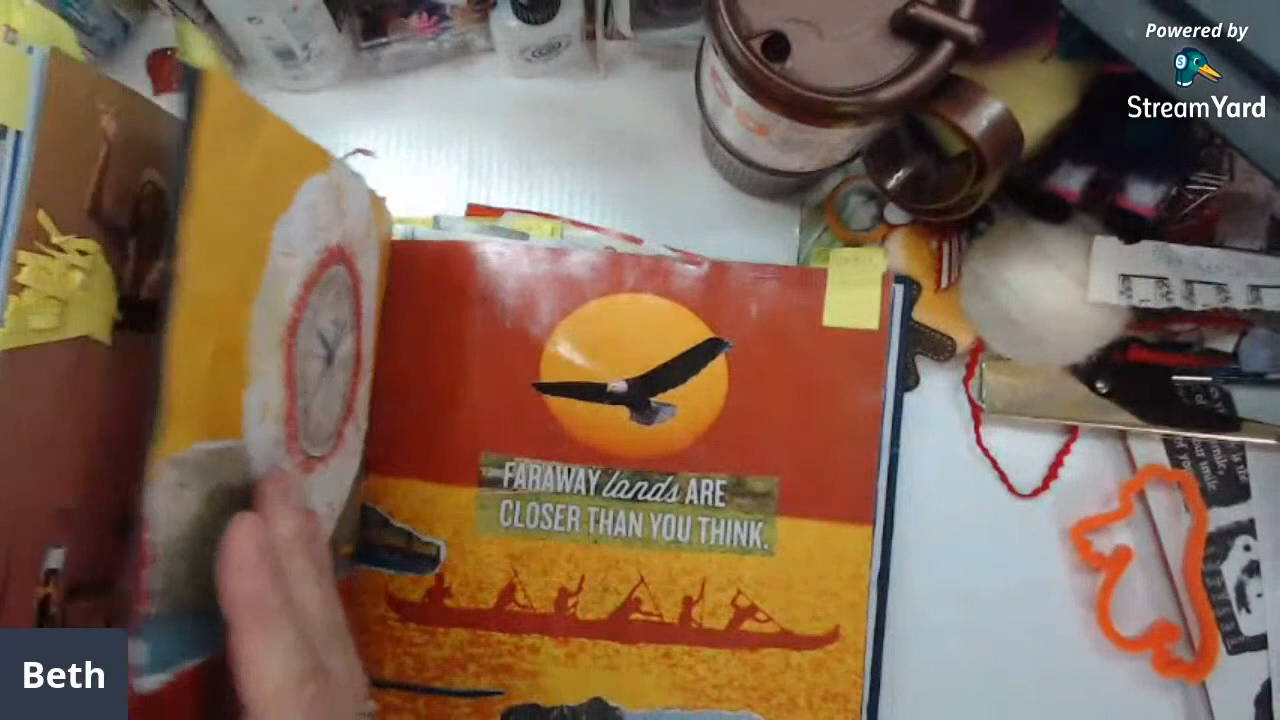 Powered by
StreamYard
FARAWAY lands ARE
CLOSER THAN YOU THINK.
Beth